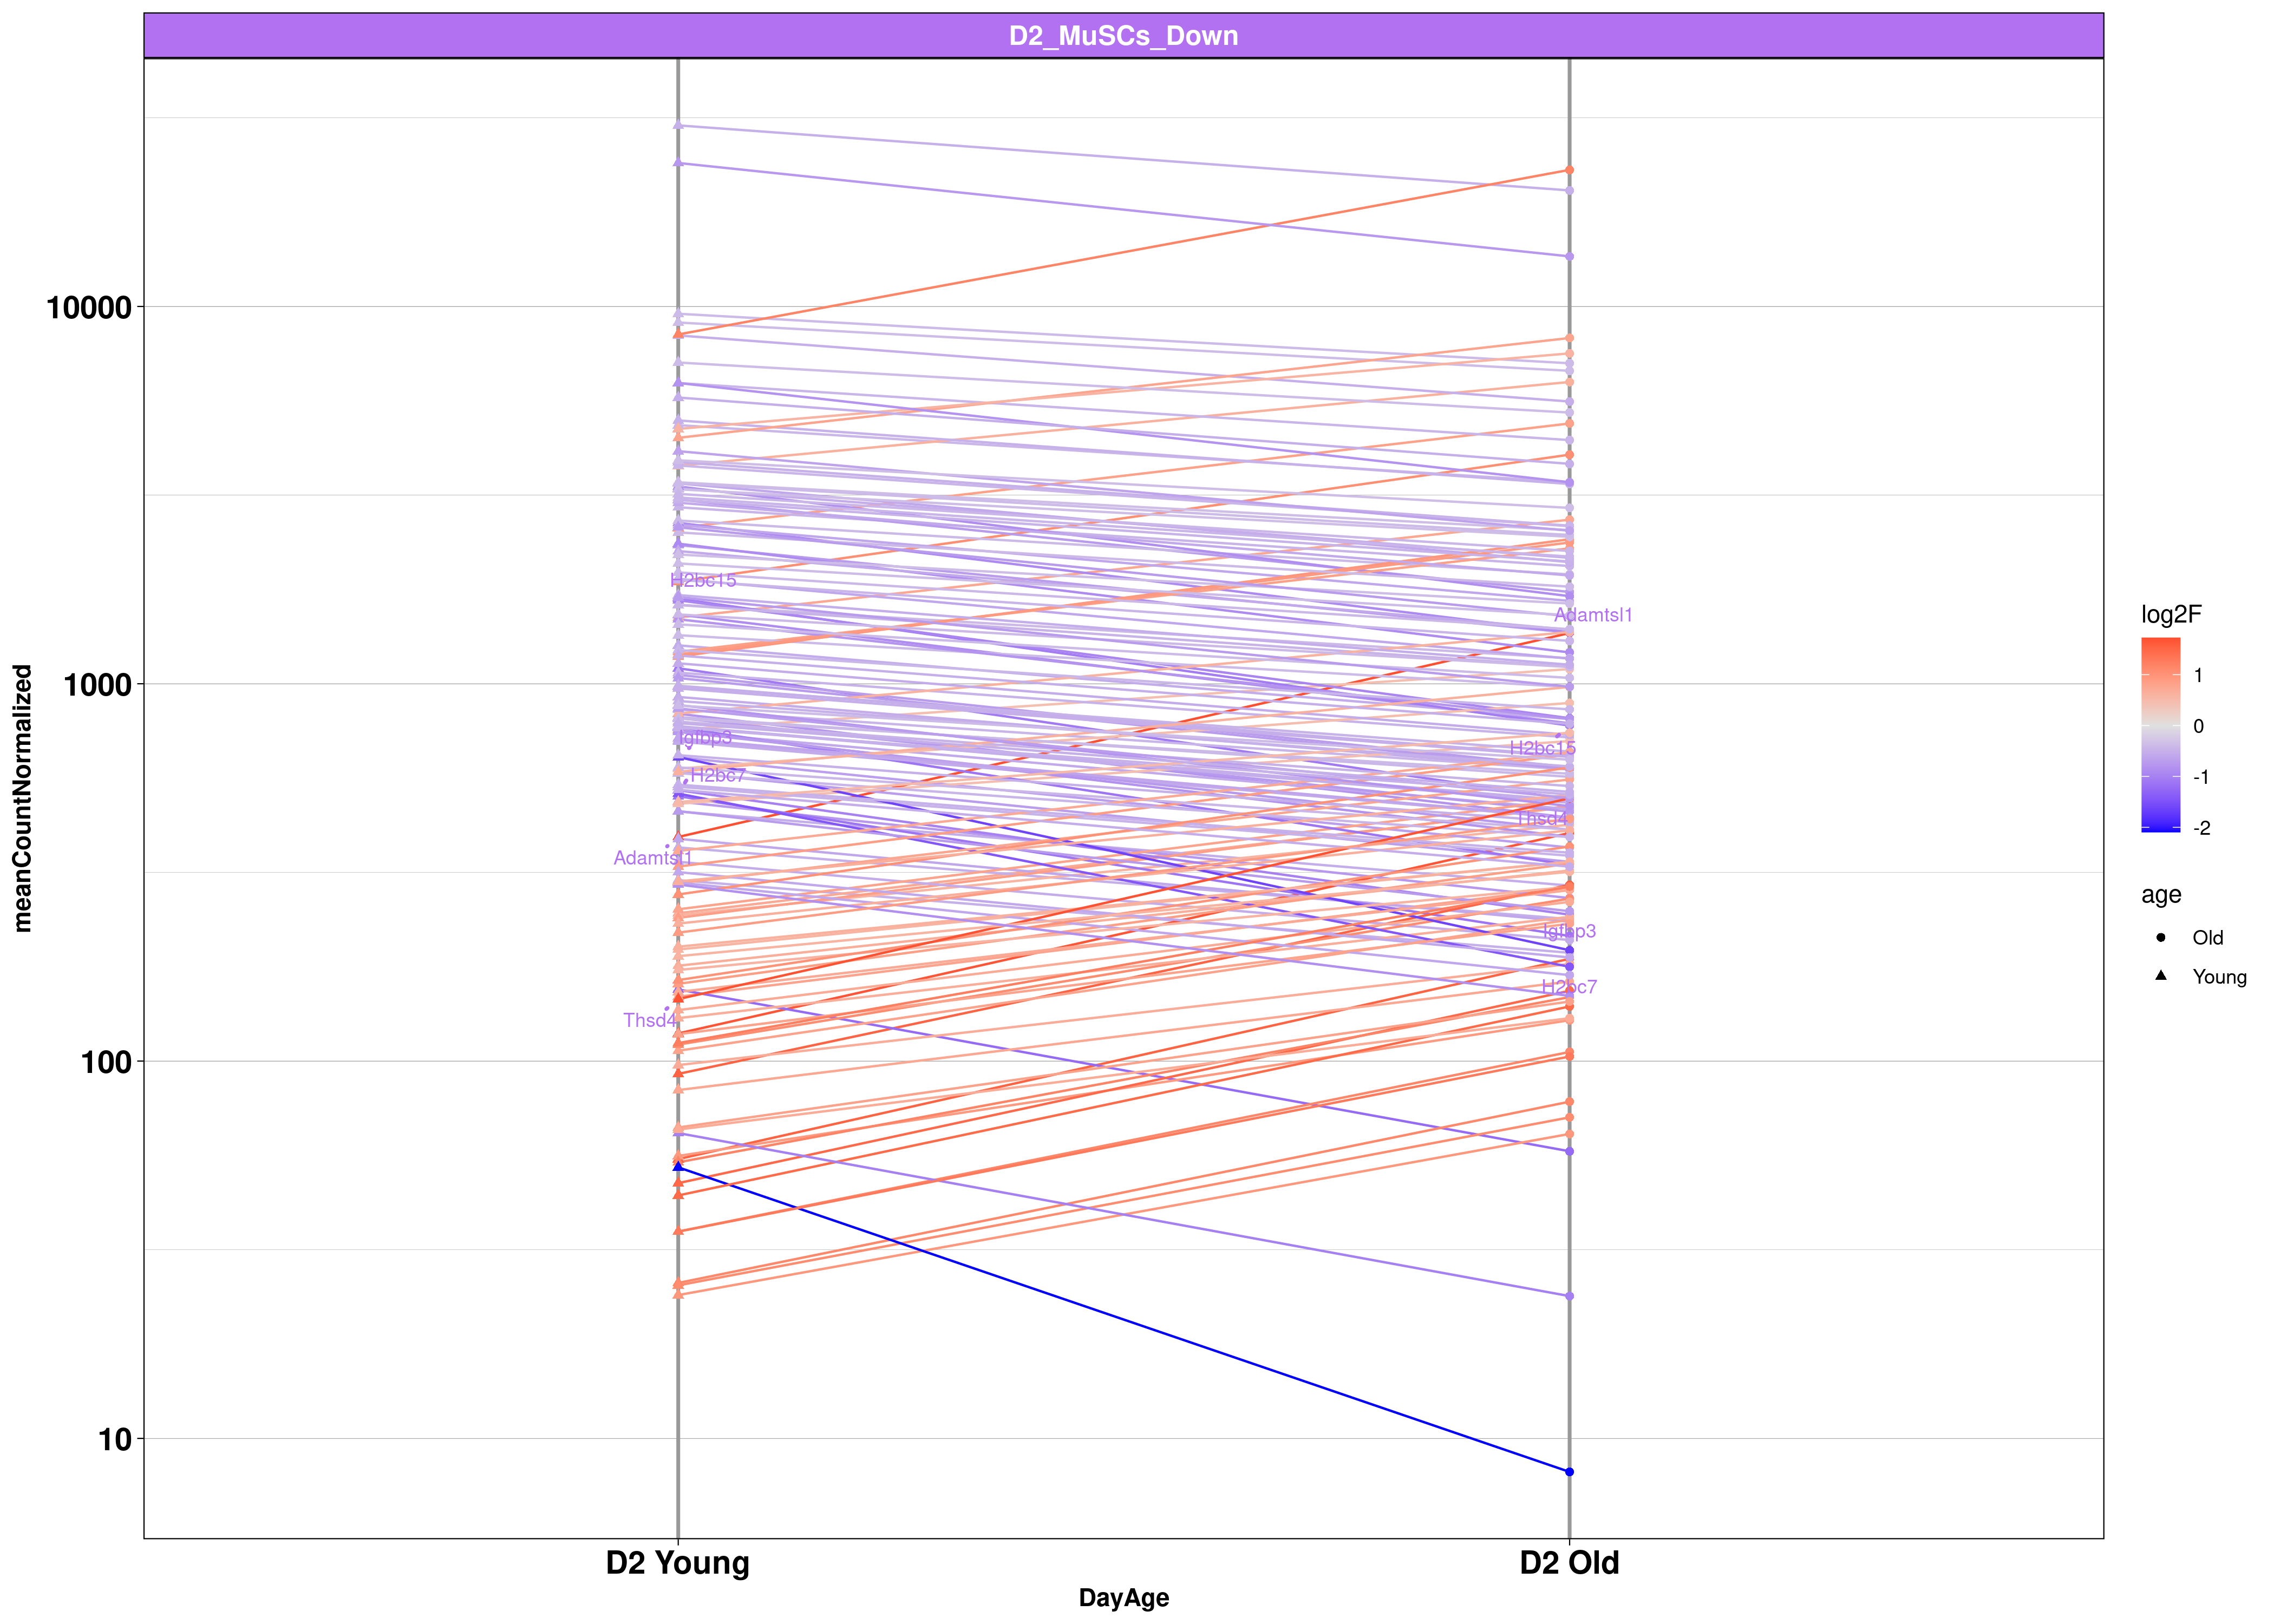 D2_MuSCs_Down
meanCountNormalized
10000
1000
100
10
H2bc15
Igfbp3
H2bc7
Adamtsl1
Thsd4
Adamtsl1
H2bc15
Thsd4
Igfbp3
H2bc7
D2 Young
D2 Old
DayAge
log2F
1
0
-1
-2
age
Old
Young